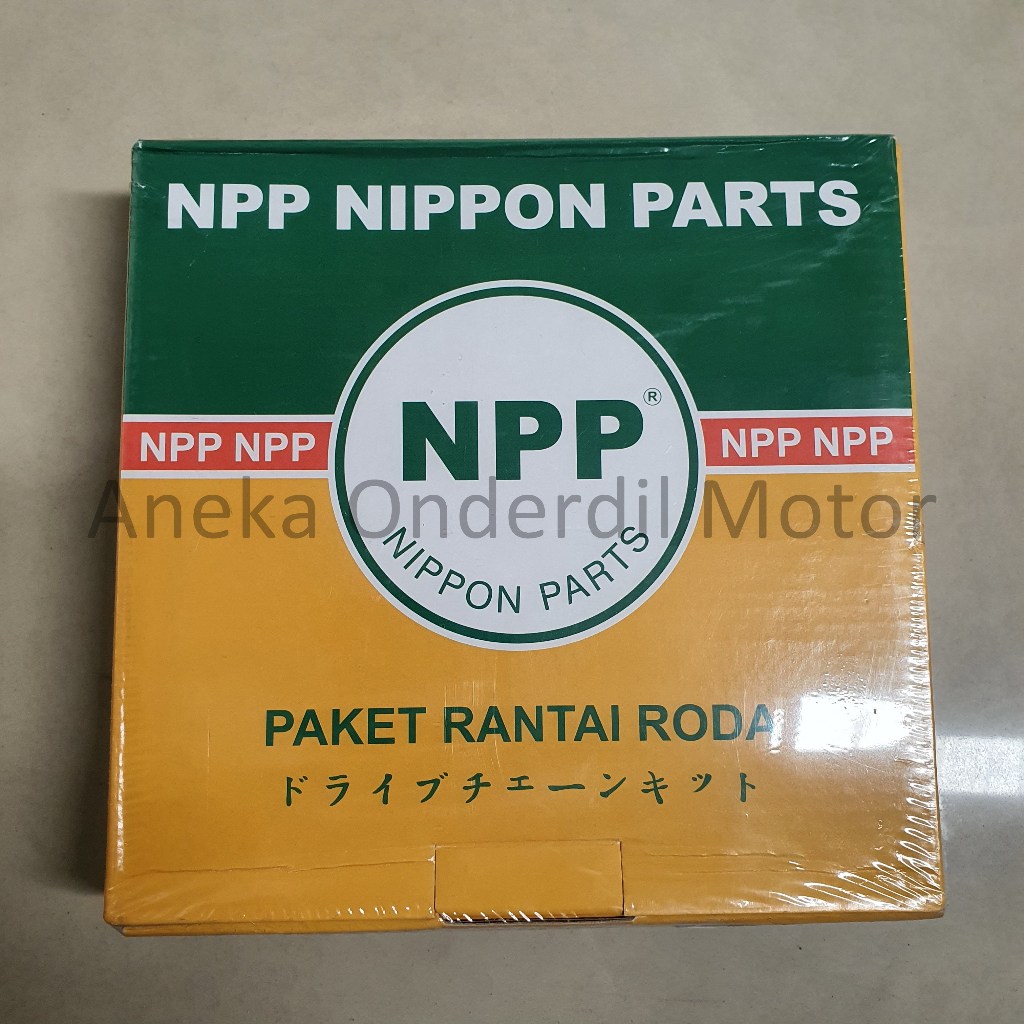 NPP NIPPON PARTS
NPP®
NPP NPP
NPP NPP
Aneka Onderdil Motor
NIPPON PARTS
PAKET RANTAI RODA
ドライブチェーンキット